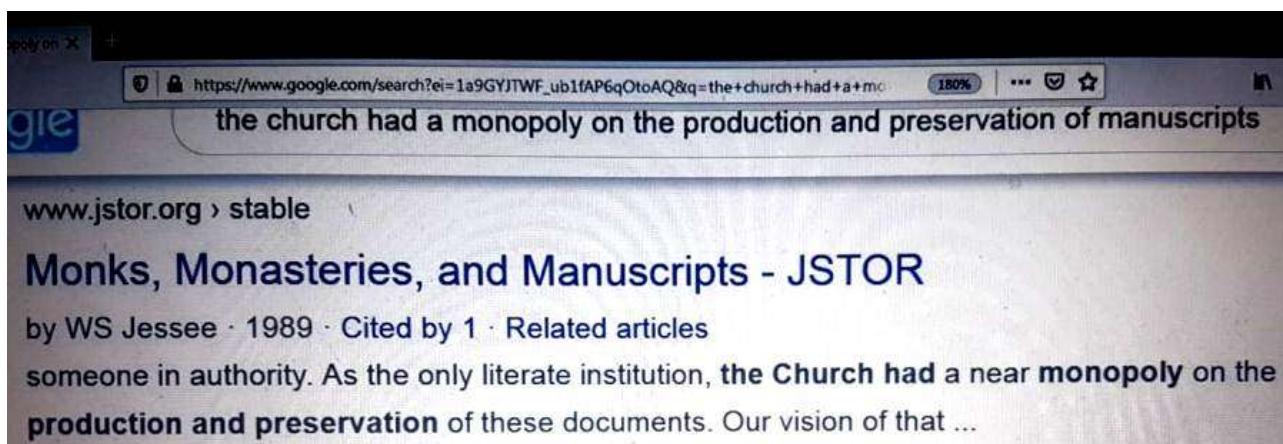 poly on X +
https://www.google.com/search?ei=1a9GYJTWF_ub1fAP6qOtoAQ&q=the+church+had+a+mo 180% ...
gle the church had a monopoly on the production and preservation of manuscripts
www.jstor.org › stable
Monks, Monasteries, and Manuscripts - JSTOR
by WS Jessee · 1989 · Cited by 1 · Related articles
someone in authority. As the only literate institution, the Church had a near monopoly on the
production and preservation of these documents. Our vision of that ...